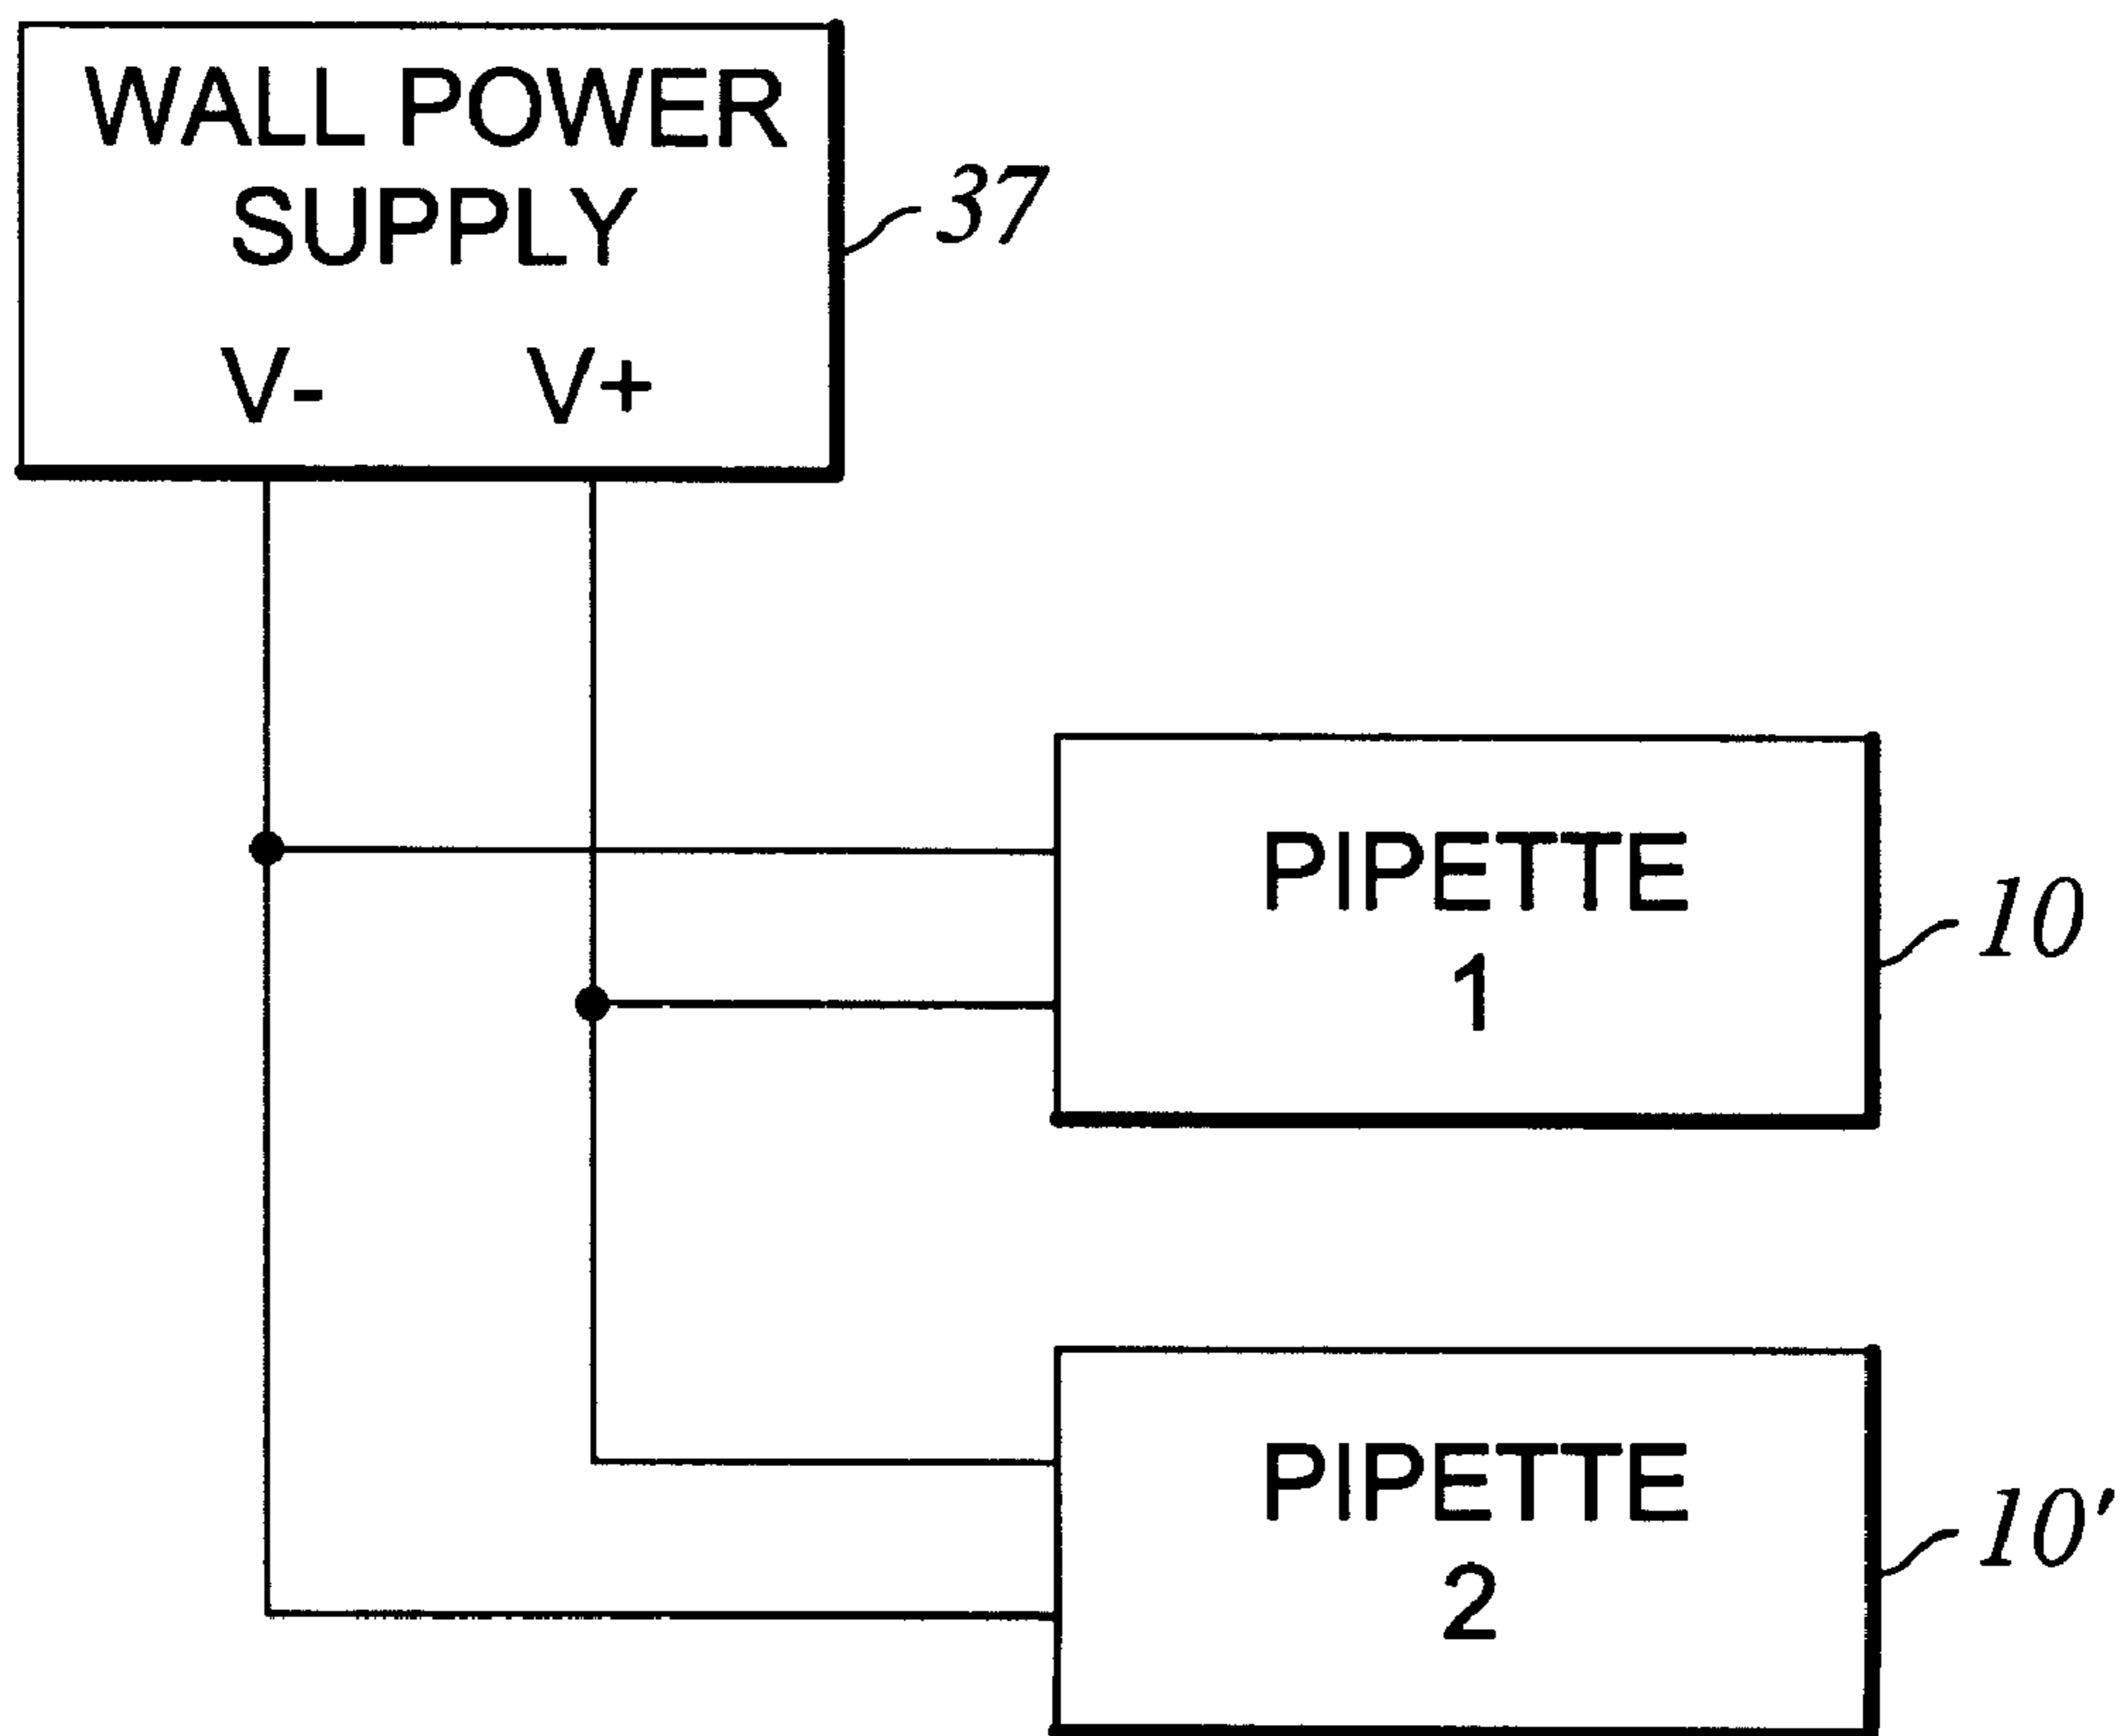 WALL POWER
SUPPLY
V- V+
37
PIPETTE
1
10
PIPETTE
2
10'